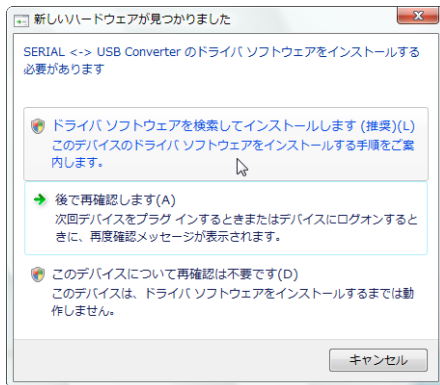 新しいハードウェアが見つかりました
SERIAL <-> USB Converter のドライバ ソフトウェアをインストールする
必要があります
ドライバ ソフトウェアを検索してインストールします (推奨)(L)
このデバイスのドライバ ソフトウェアをインストールする手順をご案
内します。
後で再確認します(A)
次回デバイスをプラグ インするときまたはデバイスにログオンすると
きに、再度確認メッセージが表示されます。
このデバイスについて再確認は不要です(D)
このデバイスは、ドライバ ソフトウェアをインストールするまでは動
作しません。
キャンセル